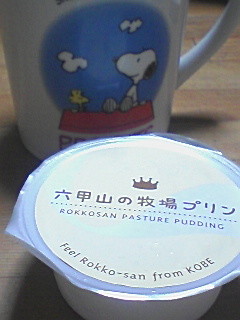 六甲山の牧場プリン
ROKKOSAN PASTURE PUDDING
Feel Rokko-san from KOBE